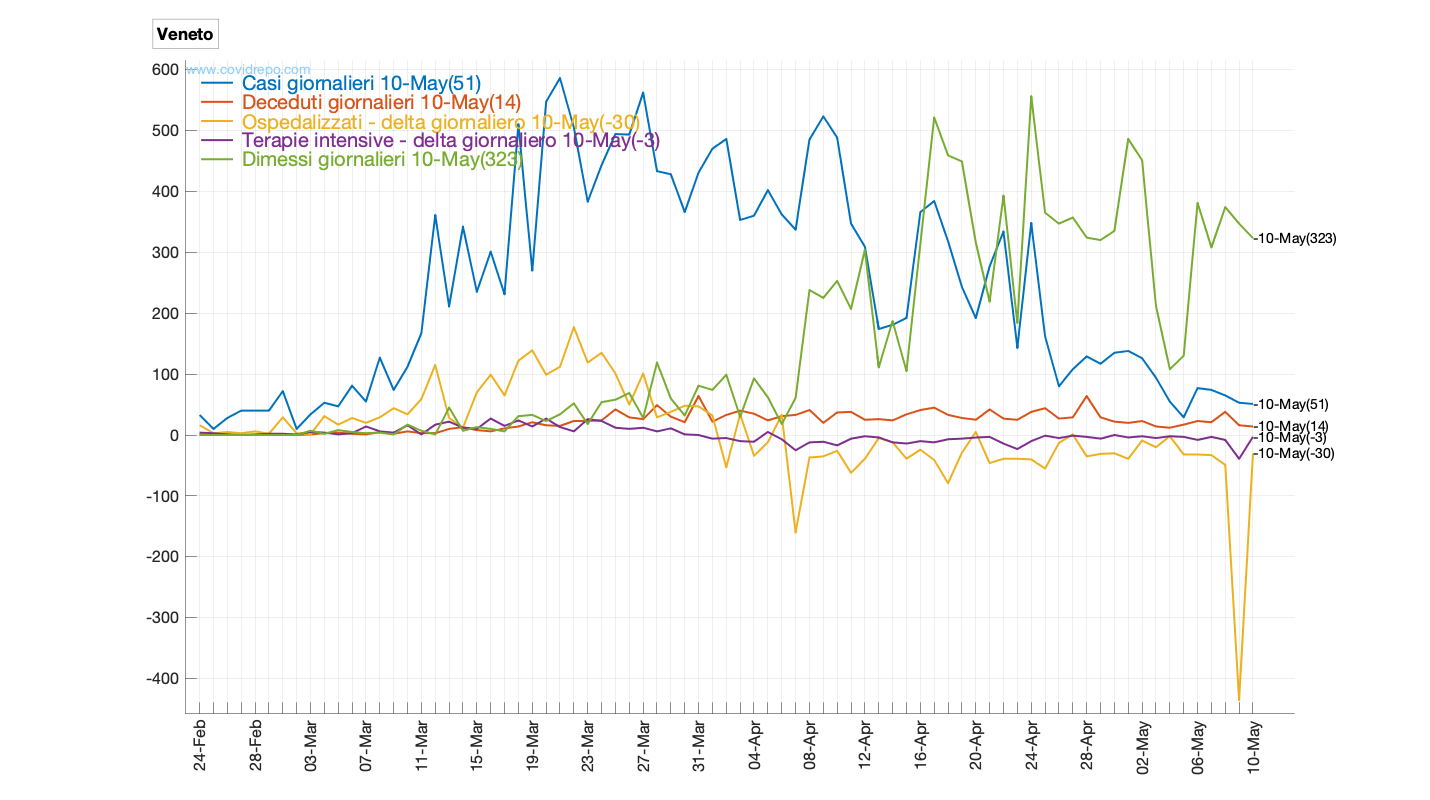 Veneto
www.covidrepo.com
Casi giornalieri 10-May(51)
Deceduti giornalieri 10-May(14)
Ospedalizzati - delta giornaliero 10-May(-30)
Terapie intensive - delta giornaliero 10-May(-3)
Dimessi giornalieri 10-May(323)
600
500
400
300
200
100
0
-100
-200
-300
-400
-10-May(323)
-10-May(51)
-10-May(14)
-10-May(-3)
-10-May(-30)
24-Feb
28-Feb
03-Mar
07-Mar
11-Mar
15-Mar
19-Mar
23-Mar
27-Mar
31-Mar
04-Apr
08-Apr
12-Apr
16-Apr
20-Apr
24-Apr
28-Apr
02-May
06-May
10-May